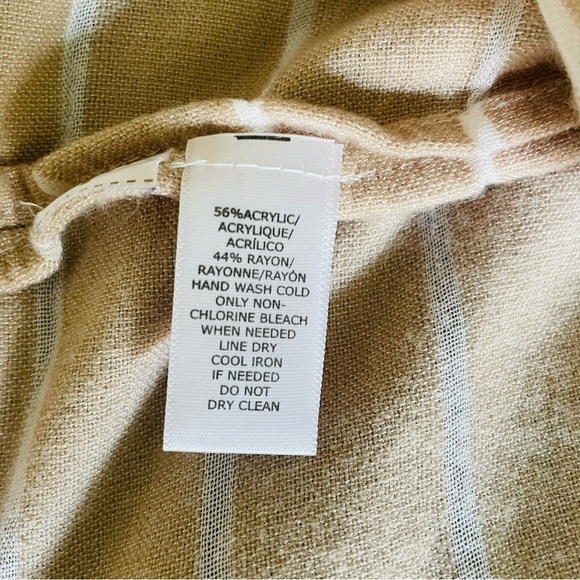 56%ACRYLIC/
ACRYLIQUE/
ACRÍLICO
44% RAYON/
RAYONNE/RAYÓN
HAND WASH COLD
ONLY NON-
CHLORINE BLEACH
WHEN NEEDED
LINE DRY
COOL IRON
IF NEEDED
DO NOT
DRY CLEAN